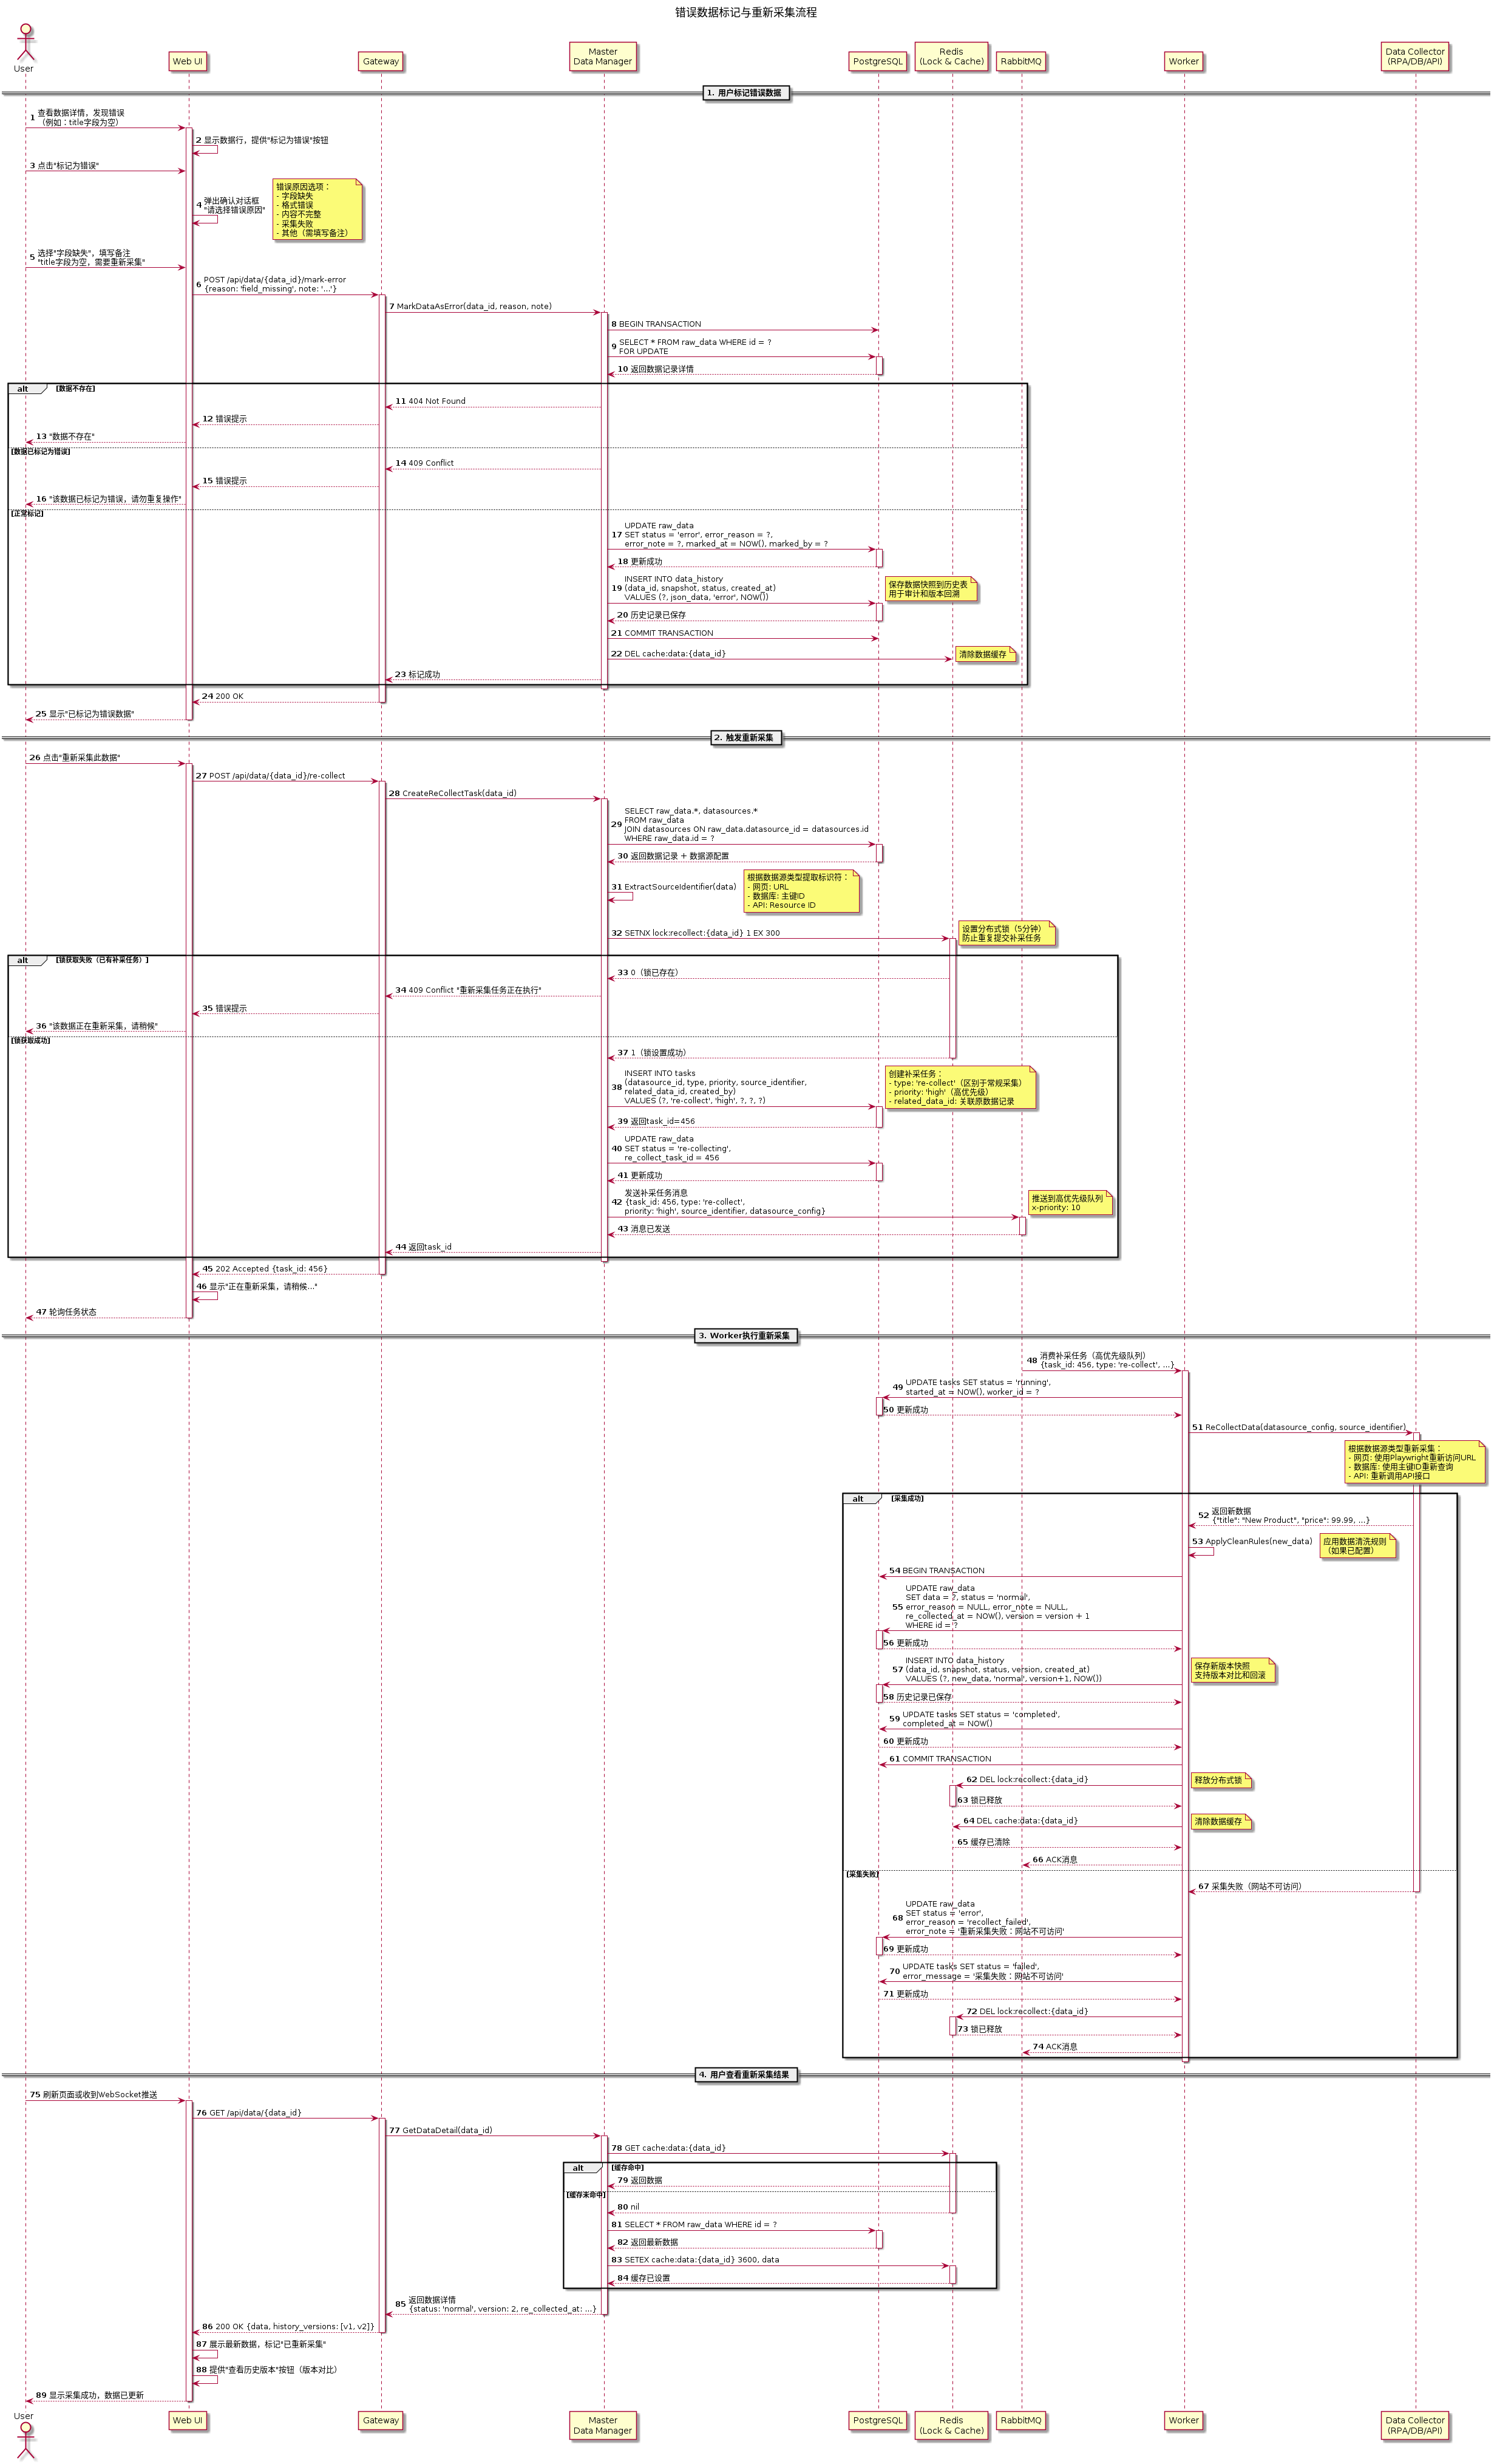 错误数据标记与重新采集流程
User
Web UI
Gateway
Master
Data Manager
PostgreSQL
Redis
(Lock & Cache)
RabbitMQ
Worker
Data Collector
(RPA/DB/API)
1. 用户标记错误数据
1 查看数据详情，发现错误
（例如：title字段为空）
2 显示数据行，提供"标记为错误"按钮
3 点击"标记为错误"
4 弹出确认对话框
"请选择错误原因"
错误原因选项：
- 字段缺失
- 格式错误
- 内容不完整
- 采集失败
- 其他（需填写备注）
5 选择"字段缺失"，填写备注
"title字段为空，需要重新采集"
6 POST /api/data/{data_id}/mark-error
{reason: 'field_missing', note: '...'}
7 MarkDataAsError(data_id, reason, note)
8 BEGIN TRANSACTION
9 SELECT * FROM raw_data WHERE id = ?
FOR UPDATE
10 返回数据记录详情
alt [数据不存在]
11 404 Not Found
12 错误提示
13 "数据不存在"
[数据已标记为错误]
14 409 Conflict
15 错误提示
16 "该数据已标记为错误，请勿重复操作"
[正常标记]
17 UPDATE raw_data
SET status = 'error', error_reason = ?,
error_note = ?, marked_at = NOW(), marked_by = ?
18 更新成功
19 INSERT INTO data_history
(data_id, snapshot, status, created_at)
VALUES (?, json_data, 'error', NOW())
保存数据快照到历史表
用于审计和版本回溯
20 历史记录已保存
21 COMMIT TRANSACTION
22 DEL cache:data:{data_id}
清除数据缓存
23 标记成功
24 200 OK
25 显示"已标记为错误数据"
2. 触发重新采集
26 点击"重新采集此数据"
27 POST /api/data/{data_id}/re-collect
28 CreateReCollectTask(data_id)
29 SELECT raw_data.*, datasources.*
FROM raw_data
JOIN datasources ON raw_data.datasource_id = datasources.id
WHERE raw_data.id = ?
30 返回数据记录 + 数据源配置
31 ExtractSourceIdentifier(data)
根据数据源类型提取标识符：
- 网页: URL
- 数据库: 主键ID
- API: Resource ID
32 SETNX lock:recollect:{data_id} 1 EX 300
设置分布式锁（5分钟）
防止重复提交补采任务
alt [锁获取失败（已有补采任务）]
33 0（锁已存在）
34 409 Conflict "重新采集任务正在执行"
35 错误提示
36 "该数据正在重新采集，请稍候"
[锁获取成功]
37 1（锁设置成功）
38 INSERT INTO tasks
(datasource_id, type, priority, source_identifier,
related_data_id, created_by)
VALUES (?, 're-collect', 'high', ?, ?, ?)
创建补采任务：
- type: 're-collect'（区别于常规采集）
- priority: 'high'（高优先级）
- related_data_id: 关联原数据记录
39 返回task_id=456
40 UPDATE raw_data
SET status = 're-collecting',
re_collect_task_id = 456
41 更新成功
42 发送补采任务消息
{task_id: 456, type: 're-collect',
priority: 'high', source_identifier, datasource_config}
推送到高优先级队列
x-priority: 10
43 消息已发送
44 返回task_id
45 202 Accepted {task_id: 456}
46 显示"正在重新采集，请稍候..."
47 轮询任务状态
3. Worker执行重新采集
48 消费补采任务（高优先级队列）
{task_id: 456, type: 're-collect', ...}
49 UPDATE tasks SET status = 'running',
started_at = NOW(), worker_id = ?
50 更新成功
51 ReCollectData(datasource_config, source_identifier)
根据数据源类型重新采集：
- 网页: 使用Playwright重新访问URL
- 数据库: 使用主键ID重新查询
- API: 重新调用API接口
alt [采集成功]
52 返回新数据
{"title": "New Product", "price": 99.99, ...}
53 ApplyCleanRules(new_data)
应用数据清洗规则
（如果已配置）
54 BEGIN TRANSACTION
55 UPDATE raw_data
SET data = ?, status = 'normal',
error_reason = NULL, error_note = NULL,
re_collected_at = NOW(), version = version + 1
WHERE id = ?
56 更新成功
57 INSERT INTO data_history
(data_id, snapshot, status, version, created_at)
VALUES (?, new_data, 'normal', version+1, NOW())
保存新版本快照
支持版本对比和回滚
58 历史记录已保存
59 UPDATE tasks SET status = 'completed',
completed_at = NOW()
60 更新成功
61 COMMIT TRANSACTION
62 DEL lock:recollect:{data_id}
释放分布式锁
63 锁已释放
64 DEL cache:data:{data_id}
清除数据缓存
65 缓存已清除
66 ACK消息
[采集失败]
67 采集失败（网站不可访问）
68 UPDATE raw_data
SET status = 'error',
error_reason = 'recollect_failed',
error_note = '重新采集失败：网站不可访问'
69 更新成功
70 UPDATE tasks SET status = 'failed',
error_message = '采集失败：网站不可访问'
71 更新成功
72 DEL lock:recollect:{data_id}
73 锁已释放
74 ACK消息
4. 用户查看重新采集结果
75 刷新页面或收到WebSocket推送
76 GET /api/data/{data_id}
77 GetDataDetail(data_id)
78 GET cache:data:{data_id}
alt [缓存命中]
79 返回数据
[缓存未命中]
80 nil
81 SELECT * FROM raw_data WHERE id = ?
82 返回最新数据
83 SETEX cache:data:{data_id} 3600, data
84 缓存已设置
85 返回数据详情
{status: 'normal', version: 2, re_collected_at: ...}
86 200 OK {data, history_versions: [v1, v2]}
87 展示最新数据，标记"已重新采集"
88 提供"查看历史版本"按钮（版本对比）
89 显示采集成功，数据已更新
User
Web UI
Gateway
Master
Data Manager
PostgreSQL
Redis
(Lock & Cache)
RabbitMQ
Worker
Data Collector
(RPA/DB/API)